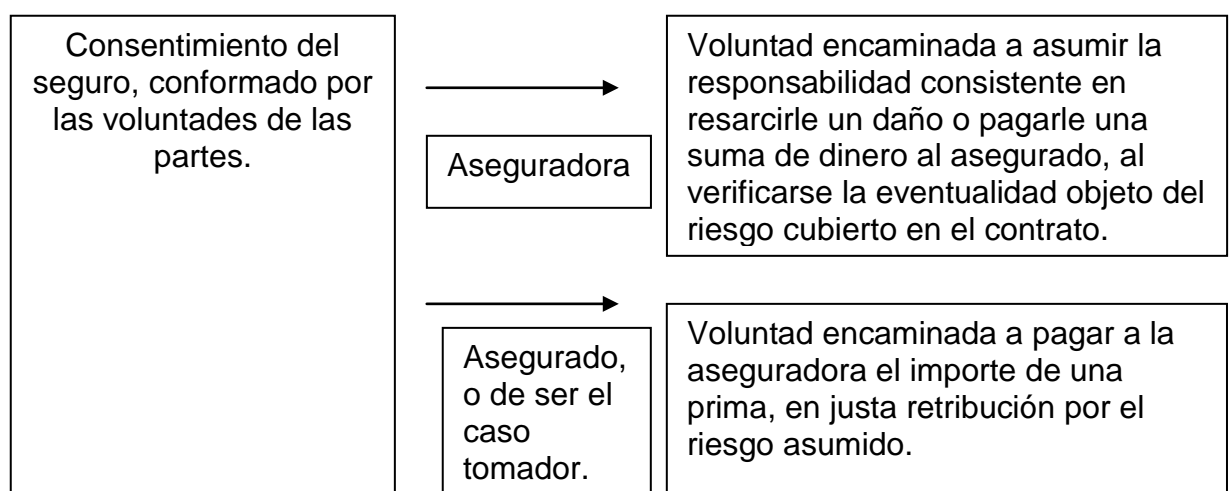 Consentimiento del
seguro, conformado por
las voluntades de las
partes.
Aseguradora
Voluntad encaminada a asumir la
responsabilidad consistente en
resarcirle un daño o pagarle una
suma de dinero al asegurado, al
verificarse la eventualidad objeto del
riesgo cubierto en el contrato.
Asegurado,
o de ser el
caso
tomador.
Voluntad encaminada a pagar a la
aseguradora el importe de una
prima, en justa retribución por el
riesgo asumido.